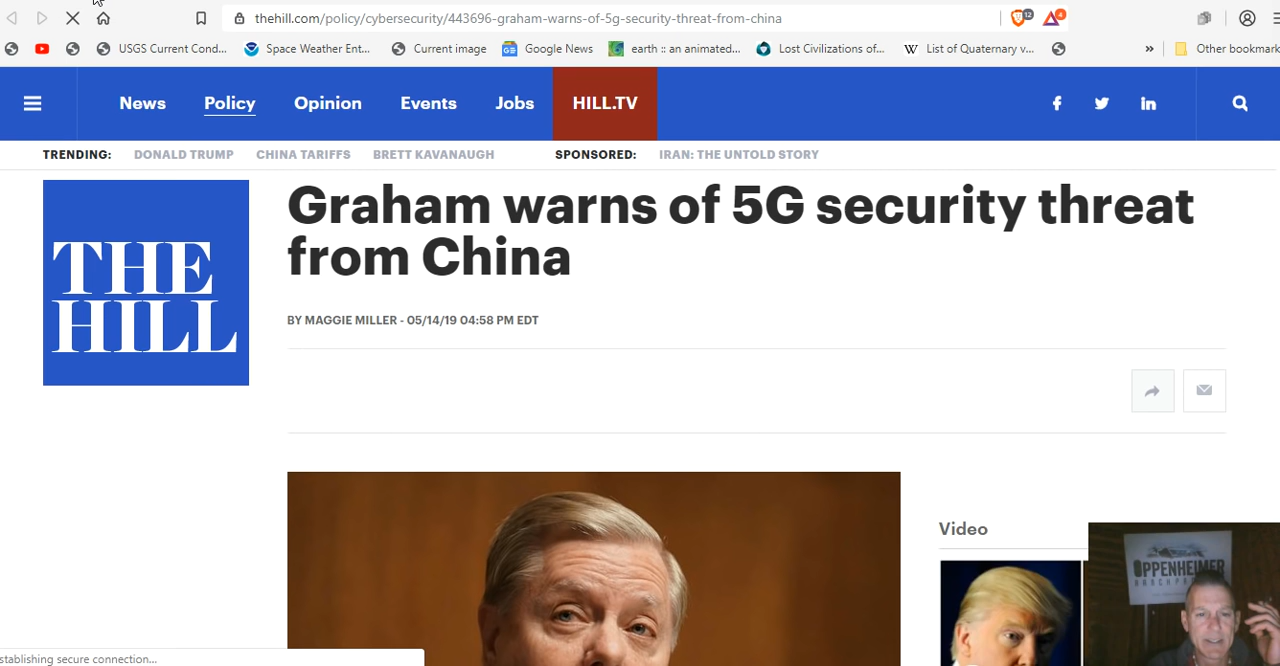 thehill.com/policy/cybersecurity/443696-graham-warns-of-5g-security-threat-from-china
12
4
USGS Current Cond...
Space Weather Ent...
Current image
Google News
earth :: an animated...
Lost Civilizations of...
List of Quaternary v...
»
Other bookmark
News
Policy
Opinion
Events
Jobs
HILL.TV
TRENDING:
DONALD TRUMP
CHINA TARIFFS
BRETT KAVANAUGH
SPONSORED:
IRAN: THE UNTOLD STORY
THE
HILL
Graham warns of 5G security threat
from China
BY MAGGIE MILLER - 05/14/19 04:58 PM EDT
Video
OPPENHEIMER
RANCH PR
stablishing secure connection...